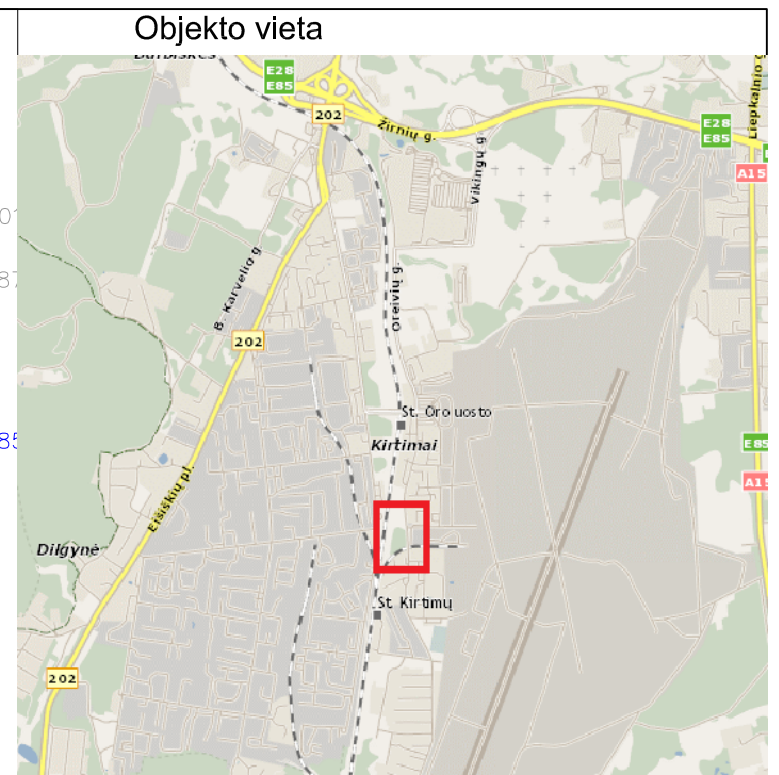 Objekto vieta
E28
E85
202
Žirnių g.
E28
E85
Liepkalnio g
A15
Vikingų g
B. Karvelio g
Oreivių g.
202
St. Oro uosto
E85
Kirtimai
Eišiškių pl.
Dilgynė
St. Kirtimų
202